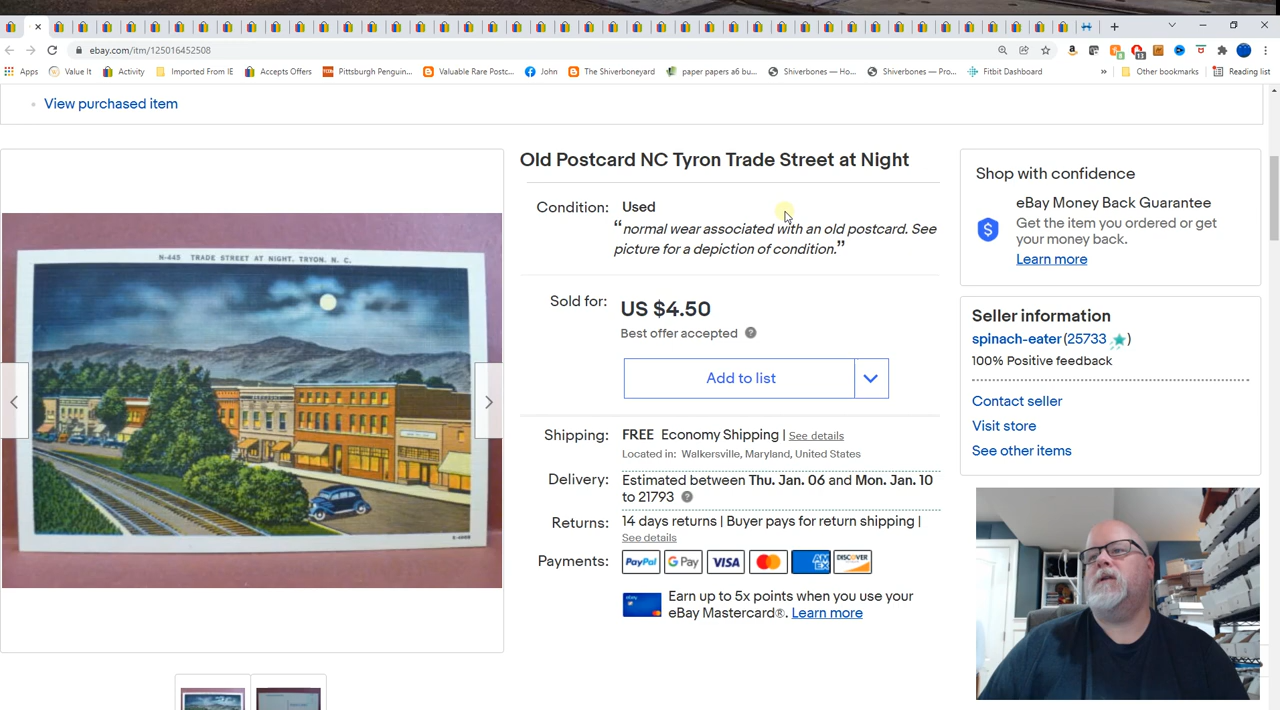 ebay.com/itm/125016452508
Apps
Value It
Activity
Imported From IE
Accepts Offers
Pittsburgh Penguin...
Valuable Rare Postc...
John
The Shiverboneyard
paper papers a6 bu...
Shiverbones — Ho...
Shiverbones — Pro...
Fitbit Dashboard
»
Other bookmarks
Reading list
View purchased item
Old Postcard NC Tyron Trade Street at Night
Condition: Used
“normal wear associated with an old postcard. See
picture for a depiction of condition.”
Sold for: US $4.50
Best offer accepted
Add to list
Shipping: FREE Economy Shipping | See details
Located in: Walkersville, Maryland, United States
Delivery: Estimated between Thu. Jan. 06 and Mon. Jan. 10
to 21793
Returns: 14 days returns | Buyer pays for return shipping |
See details
Payments: PayPal G Pay VISA AMEX DISCOVER
Earn up to 5x points when you use your
eBay Mastercard®. Learn more
Shop with confidence
eBay Money Back Guarantee
Get the item you ordered or get
your money back.
Learn more
Seller information
spinach-eater (25733)
100% Positive feedback
Contact seller
Visit store
See other items
N-445 TRADE STREET AT NIGHT, TRYON, N. C.